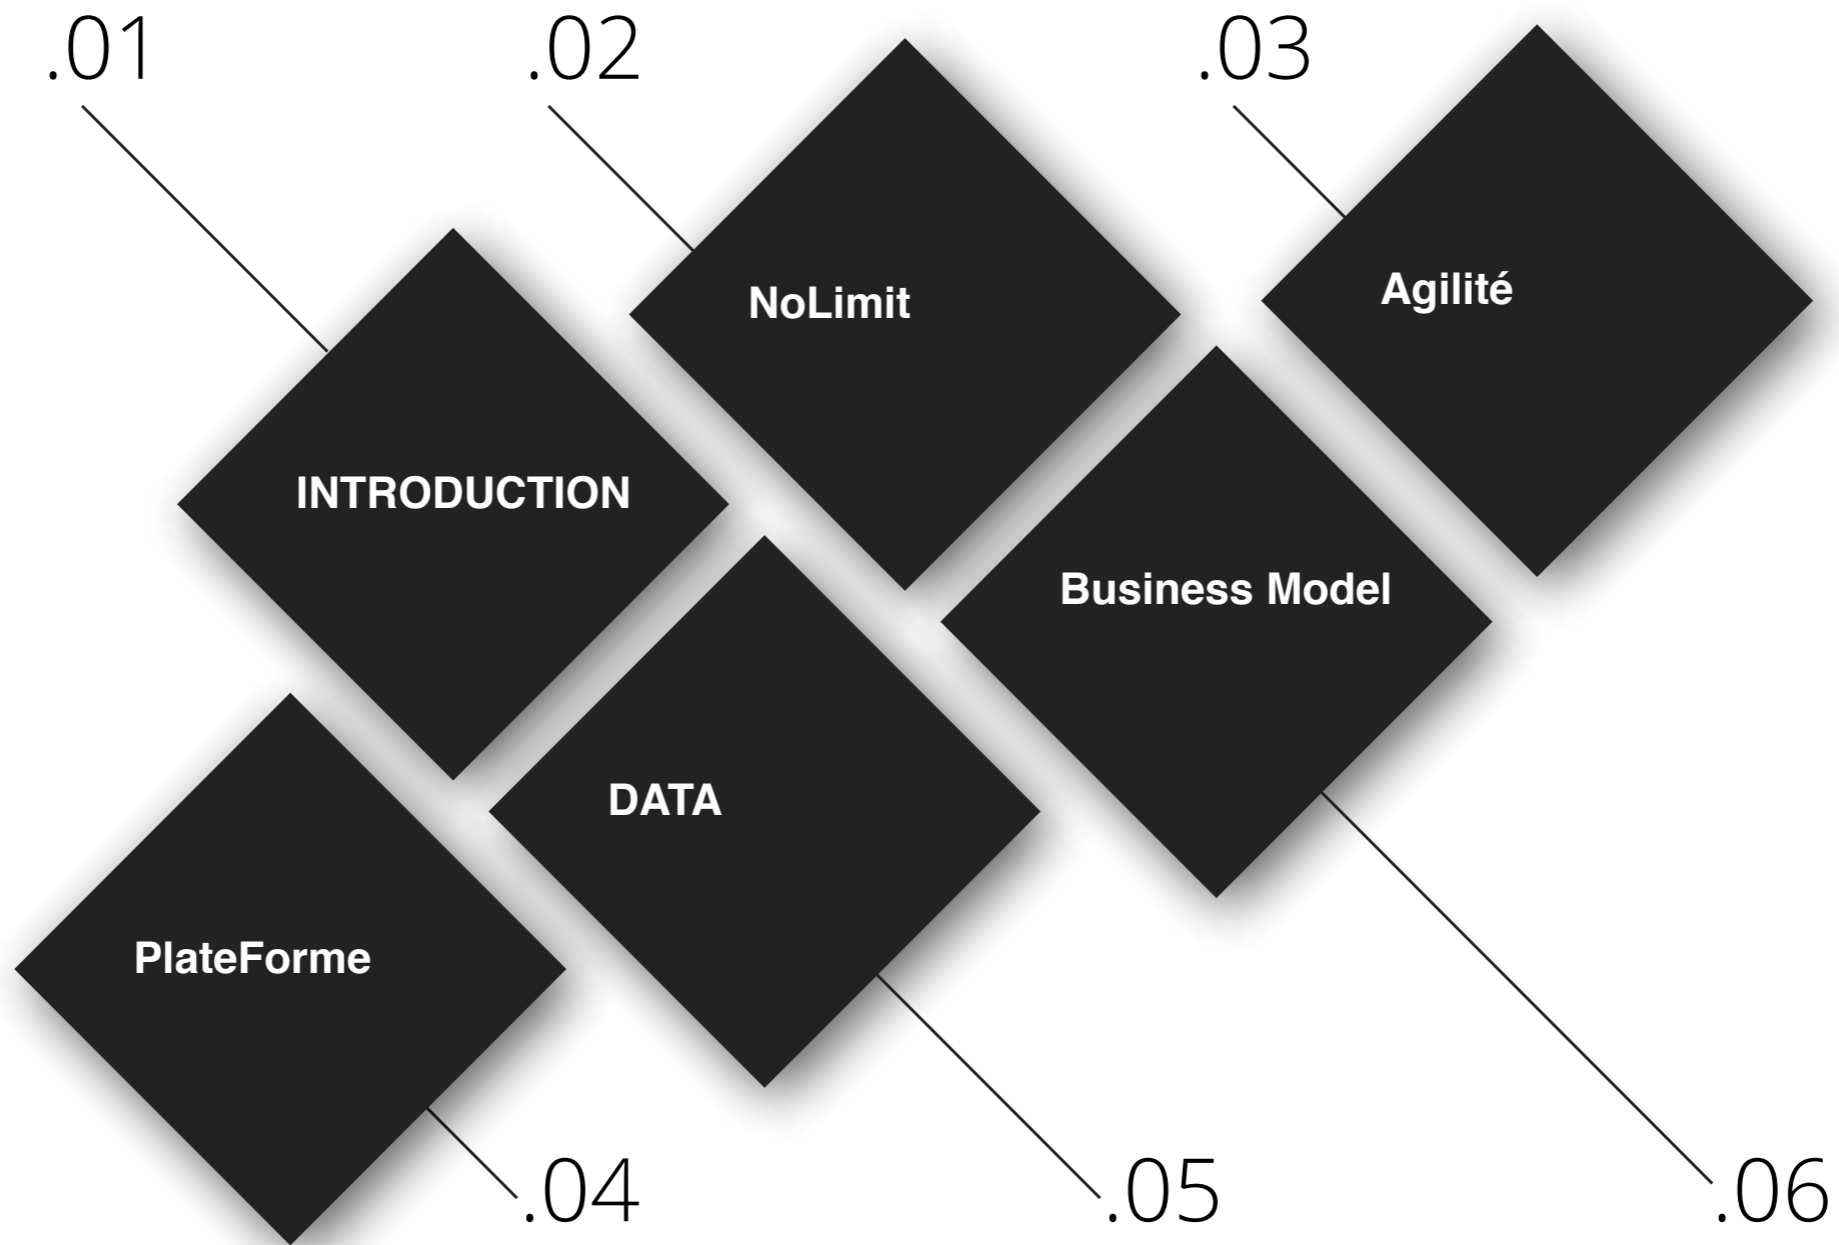 .01
.02
.03
NoLimit
Agilité
INTRODUCTION
Business Model
DATA
PlateForme
.04
.05
.06